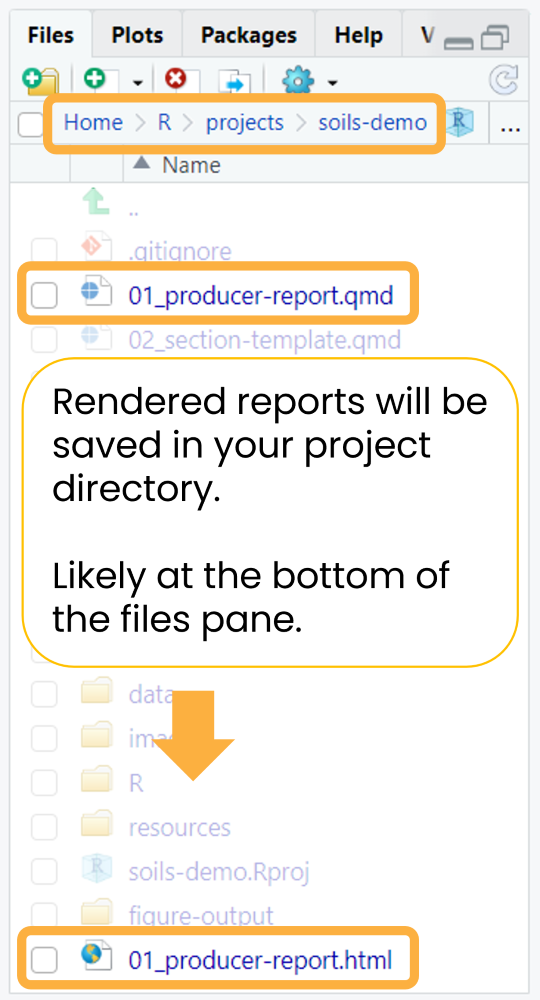 Files Plots Packages Help V
Home > R > projects > soils-demo ...
Name
..
.gitignore
01_producer-report.qmd
02_section-template.qmd
Rendered reports will be
saved in your project
directory.
Likely at the bottom of
the files pane.
data
ima
R
resources
soils-demo.Rproj
figure-output
01_producer-report.html